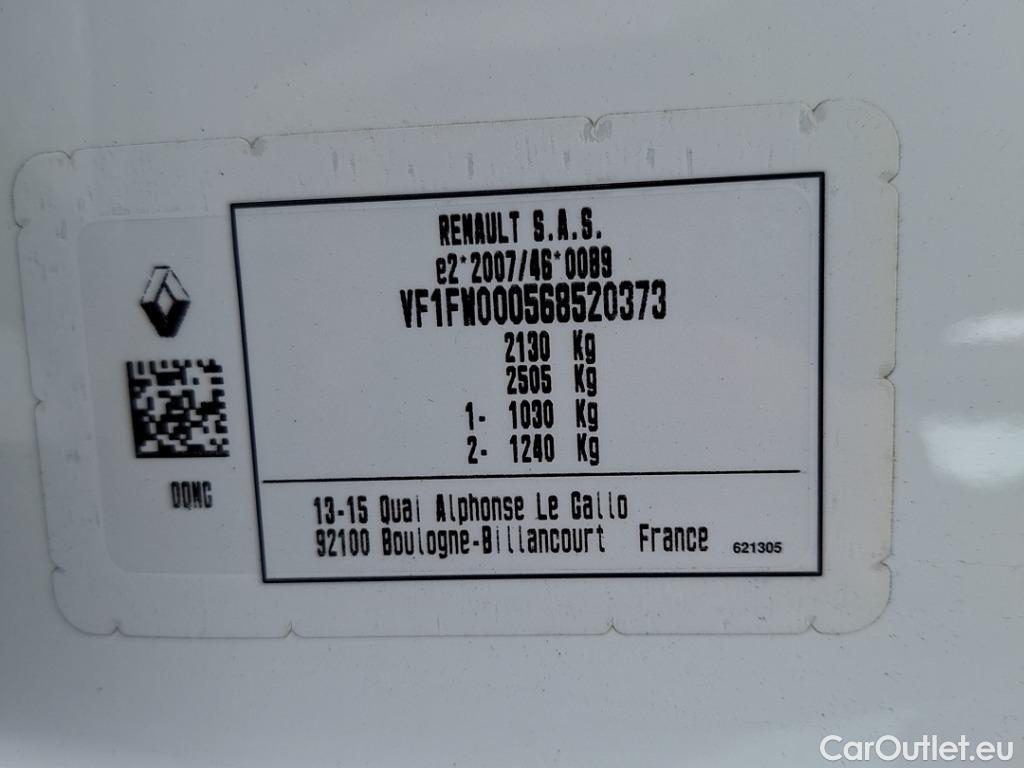 RENAULT S.A.S.
e2*2007/46*0089
VF1FW000568520373
2130 Kg
2505 Kg
1- 1030 Kg
2- 1240 Kg
13-15 Quai Alphonse Le Gallo
92100 Boulogne-Billancourt France
621305
CarOutlet.eu